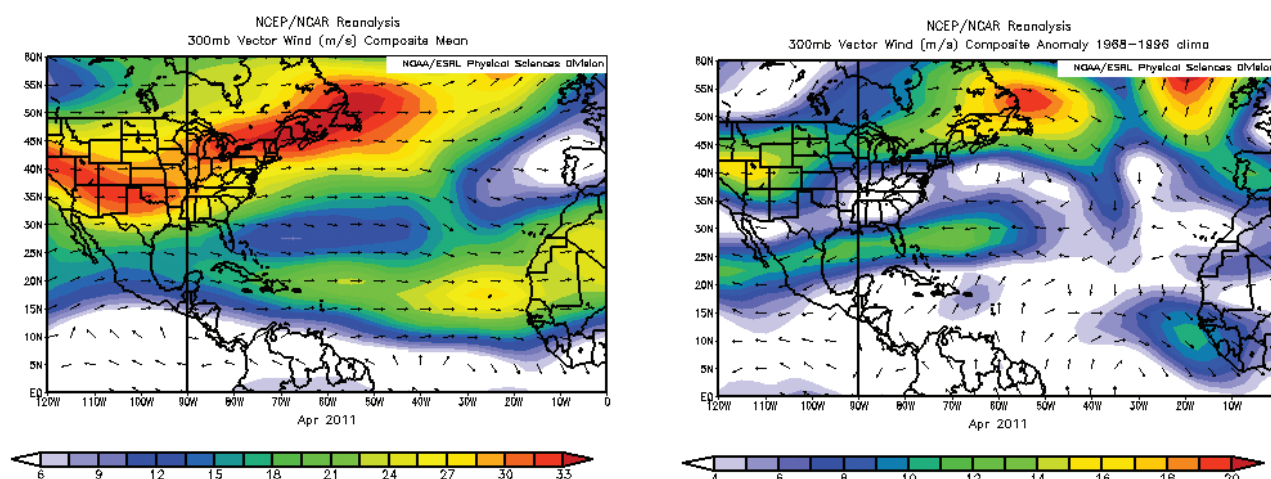 NCEP/NCAR Reanalysis
300mb Vector Wind (m/s) Composite Mean
NOAA/ESRL Physical Sciences Division
60N
55N
50N
45N
40N
35N
30N
25N
20N
15N
10N
5N
EQ
120W 110W 100W 90W 80W 70W 60W 50W 40W 30W 20W 10W 0
Apr 2011
6 9 12 15 18 21 24 27 30 33
NCEP/NCAR Reanalysis
300mb Vector Wind (m/s) Composite Anomaly 1968-1996 clima
NOAA/ESRL Physical Sciences Division
60N
55N
50N
45N
40N
35N
30N
25N
20N
15N
10N
5N
EQ
120W 110W 100W 90W 80W 70W 60W 50W 40W 30W 20W 10W
Apr 2011
4 6 8 10 12 14 16 18 20